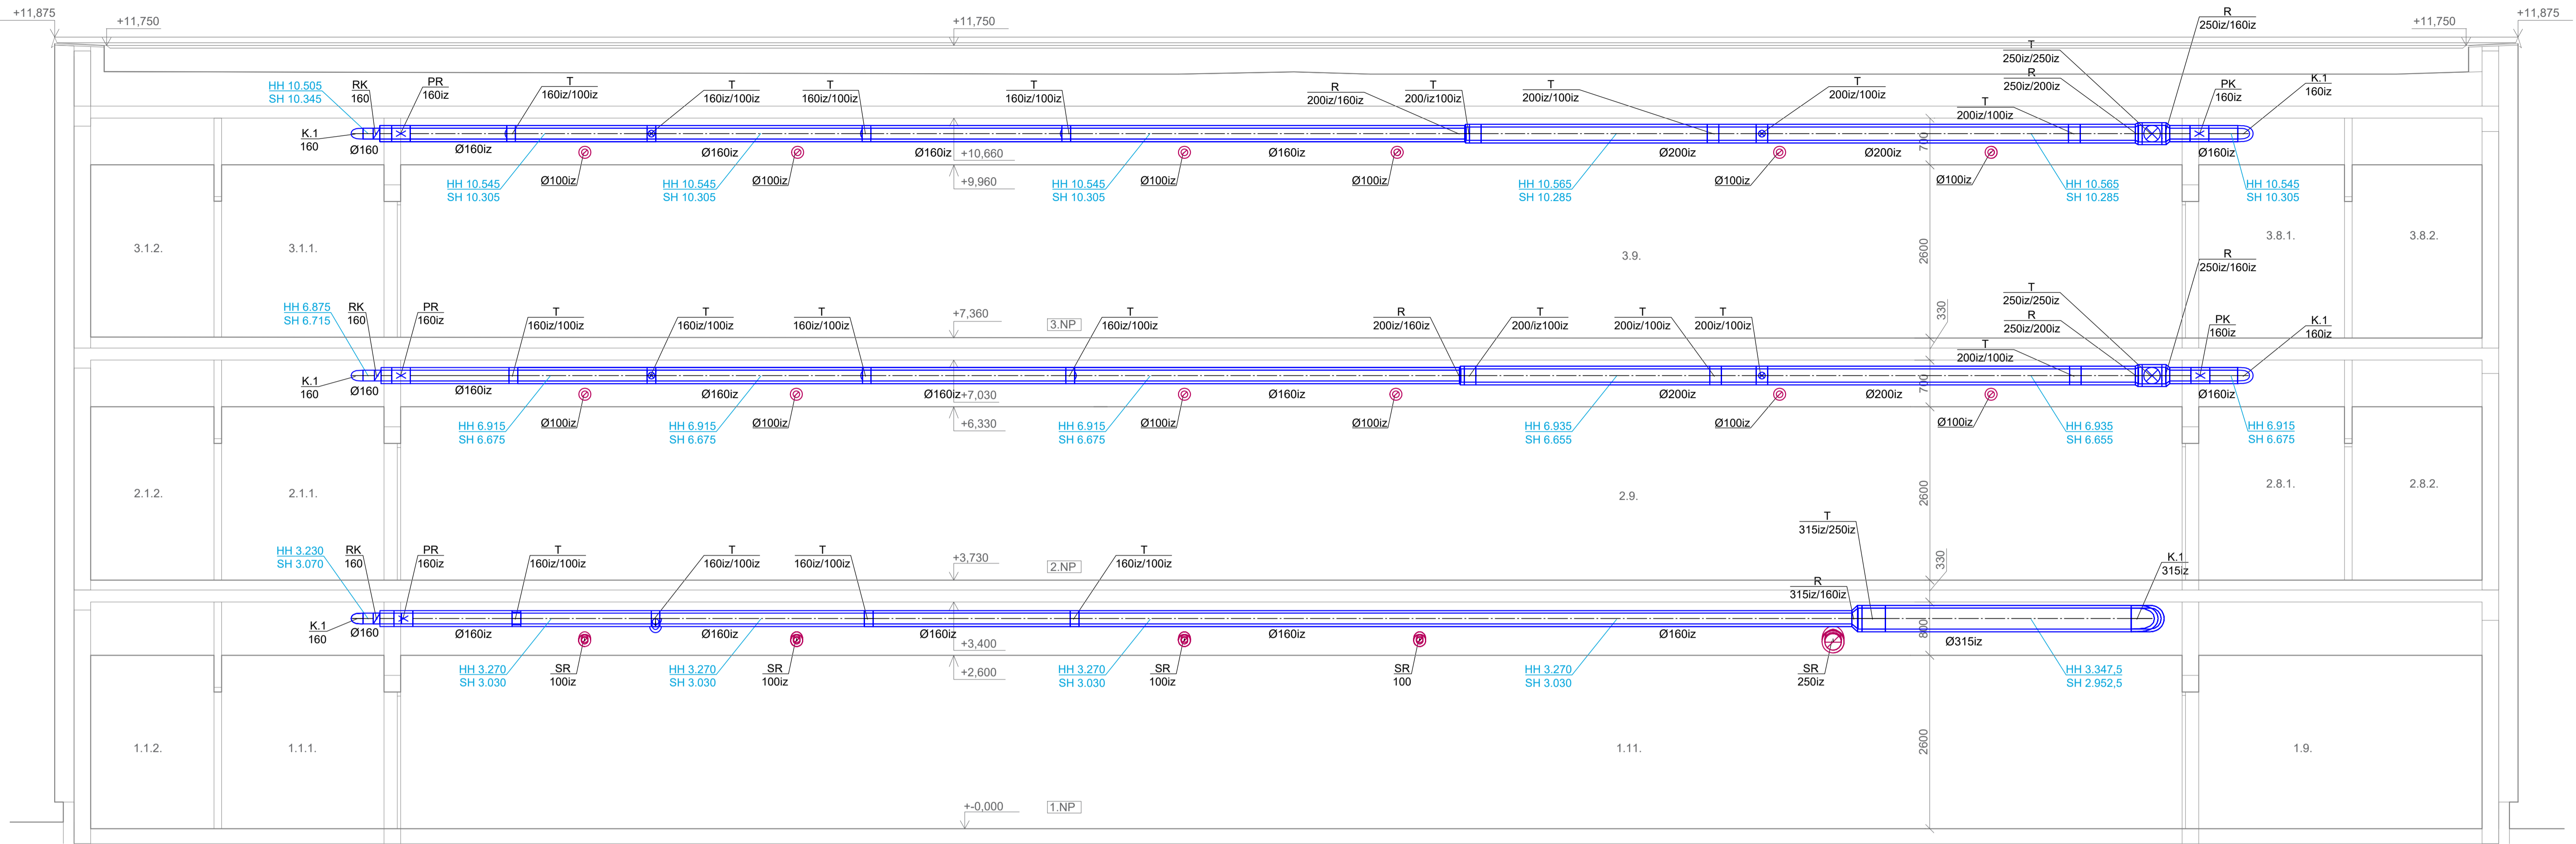 +11,875
+11,750
+11,750
+11,750
+11,875
R
250iz/160iz
T
250iz/250iz
R
250iz/200iz
HH 10.505
SH 10.345
RK
160
PR
160iz
T
160iz/100iz
T
160iz/100iz
T
160iz/100iz
T
160iz/100iz
R
200iz/160iz
T
200/iz100iz
T
200iz/100iz
T
200iz/100iz
T
200iz/100iz
PK
160iz
K.1
160iz
K.1
160
Ø160
Ø160iz
Ø160iz
Ø160iz
+10,660
Ø160iz
Ø200iz
Ø200iz
700
Ø160iz
HH 10.545
SH 10.305
Ø100iz
HH 10.545
SH 10.305
Ø100iz
+9,960
HH 10.545
SH 10.305
Ø100iz
Ø100iz
HH 10.565
SH 10.285
Ø100iz
Ø100iz
HH 10.565
SH 10.285
HH 10.545
SH 10.305
3.1.2.
3.1.1.
3.9.
2600
3.8.1.
3.8.2.
R
250iz/160iz
T
250iz/250iz
R
250iz/200iz
HH 6.875
SH 6.715
RK
160
PR
160iz
T
160iz/100iz
T
160iz/100iz
T
160iz/100iz
+7,360
3.NP
T
160iz/100iz
R
200iz/160iz
T
200/iz100iz
T
200iz/100iz
T
200iz/100iz
330
T
200iz/100iz
PK
160iz
K.1
160iz
K.1
160
Ø160
Ø160iz
Ø160iz
Ø160iz
+7,030
Ø160iz
Ø200iz
Ø200iz
700
Ø160iz
HH 6.915
SH 6.675
Ø100iz
HH 6.915
SH 6.675
Ø100iz
+6,330
HH 6.915
SH 6.675
Ø100iz
Ø100iz
HH 6.935
SH 6.655
Ø100iz
Ø100iz
HH 6.935
SH 6.655
HH 6.915
SH 6.675
2.1.2.
2.1.1.
2.9.
2600
2.8.1.
2.8.2.
HH 3.230
SH 3.070
RK
160
PR
160iz
T
160iz/100iz
T
160iz/100iz
T
160iz/100iz
+3,730
2.NP
T
160iz/100iz
T
315iz/250iz
R
315iz/160iz
330
K.1
315iz
K.1
160
Ø160
Ø160iz
Ø160iz
Ø160iz
+3,400
Ø160iz
Ø160iz
800
Ø315iz
HH 3.270
SH 3.030
SR
100iz
HH 3.270
SH 3.030
SR
100iz
+2,600
HH 3.270
SH 3.030
SR
100iz
SR
100
HH 3.270
SH 3.030
SR
250iz
HH 3.347,5
SH 2.952,5
1.1.2.
1.1.1.
1.11.
2600
1.9.
+-0,000
1.NP